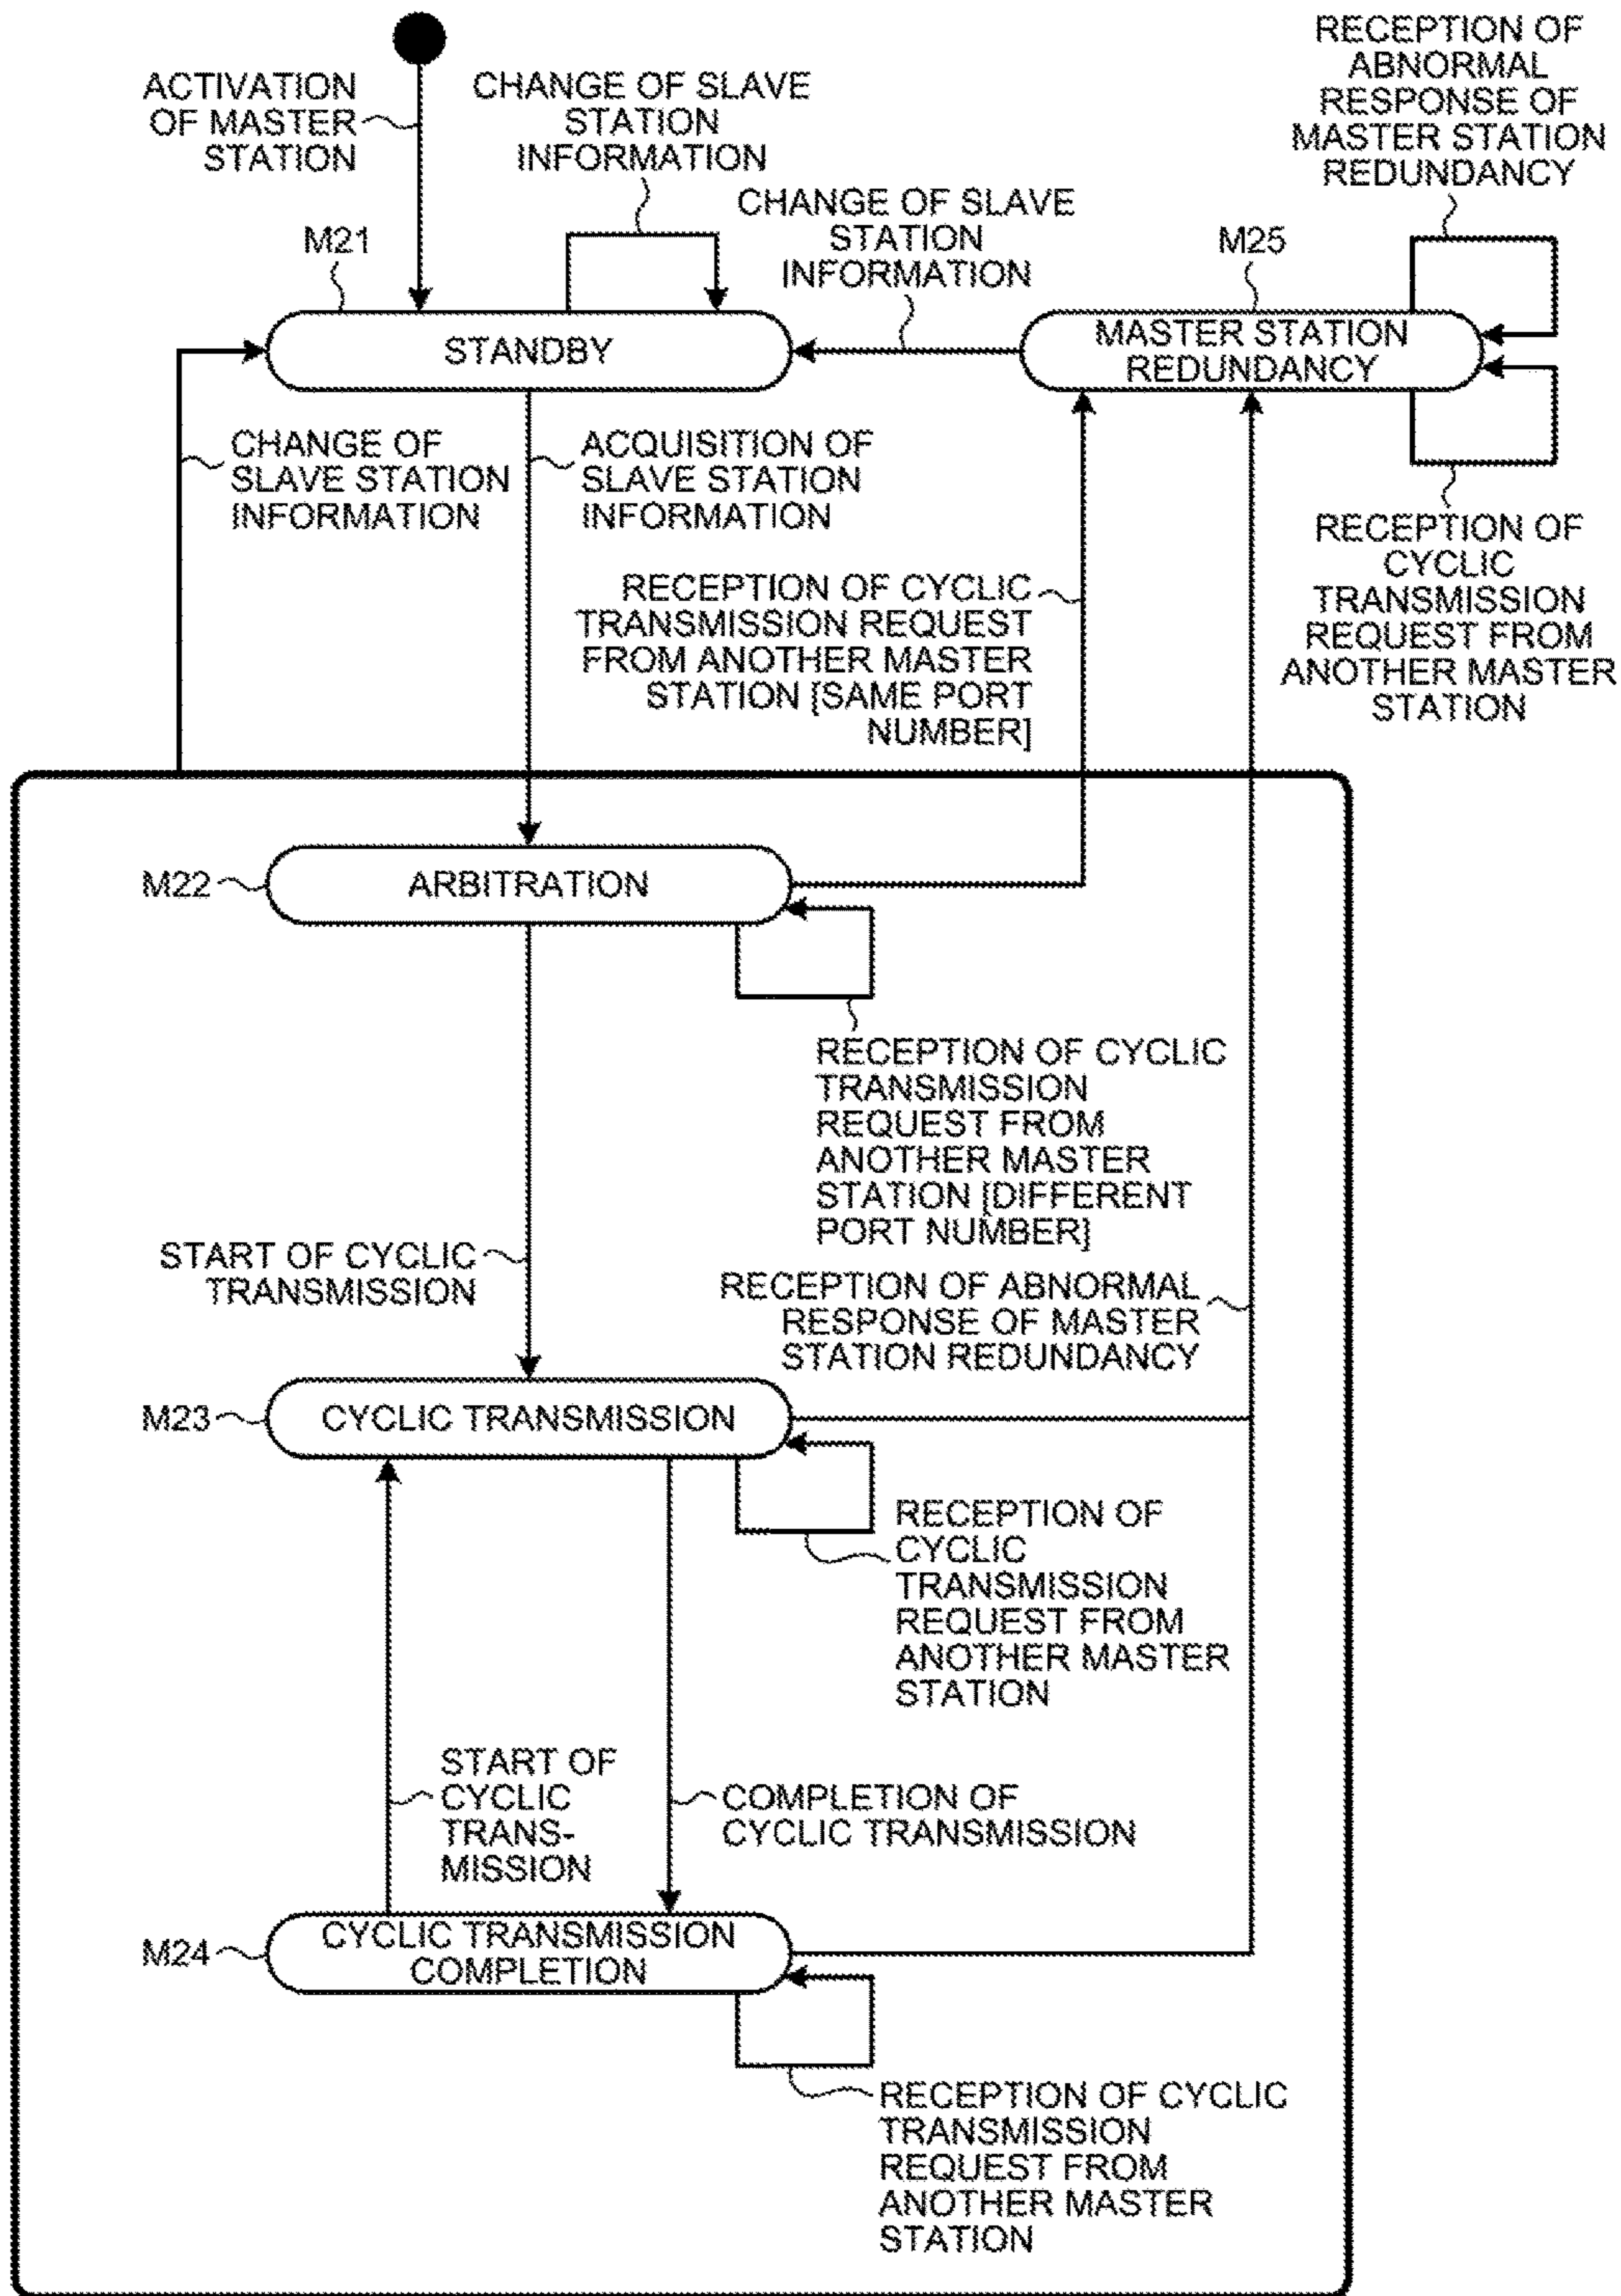 ACTIVATION
OF MASTER
STATION
CHANGE OF SLAVE
STATION
INFORMATION
RECEPTION OF
ABNORMAL
RESPONSE OF
MASTER STATION
REDUNDANCY
CHANGE OF SLAVE
STATION
INFORMATION
M21
M25
STANDBY
MASTER STATION
REDUNDANCY
CHANGE OF
SLAVE STATION
INFORMATION
ACQUISITION OF
SLAVE STATION
INFORMATION
RECEPTION OF CYCLIC
TRANSMISSION REQUEST
FROM ANOTHER MASTER
STATION [SAME PORT
NUMBER]
RECEPTION OF
CYCLIC
TRANSMISSION
REQUEST FROM
ANOTHER MASTER
STATION
M22
ARBITRATION
RECEPTION OF CYCLIC
TRANSMISSION
REQUEST FROM
ANOTHER MASTER
STATION [DIFFERENT
PORT NUMBER]
START OF CYCLIC
TRANSMISSION
RECEPTION OF ABNORMAL
RESPONSE OF MASTER
STATION REDUNDANCY
M23
CYCLIC TRANSMISSION
RECEPTION OF
CYCLIC
TRANSMISSION
REQUEST FROM
ANOTHER MASTER
STATION
START OF
CYCLIC
TRANS-
MISSION
COMPLETION OF
CYCLIC TRANSMISSION
M24
CYCLIC TRANSMISSION
COMPLETION
RECEPTION OF CYCLIC
TRANSMISSION
REQUEST FROM
ANOTHER MASTER
STATION